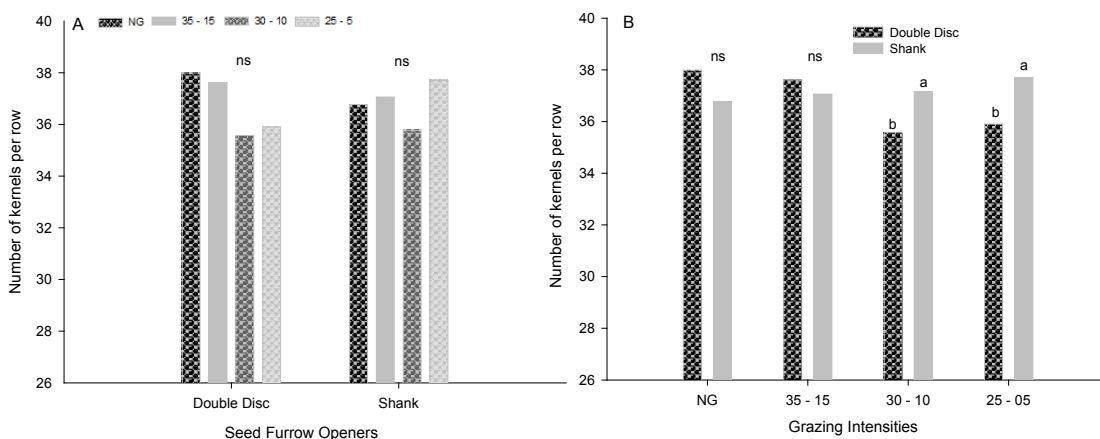 A
NG 35 - 15 30 - 10 25 - 5
40
38
36
34
32
30
28
26
Number of kernels per row
ns ns
Double Disc Shank
Seed Furrow Openers
B
Double Disc
Shank
40
38
36
34
32
30
28
26
Number of kernels per row
ns ns a a
b b
NG 35 - 15 30 - 10 25 - 05
Grazing Intensities